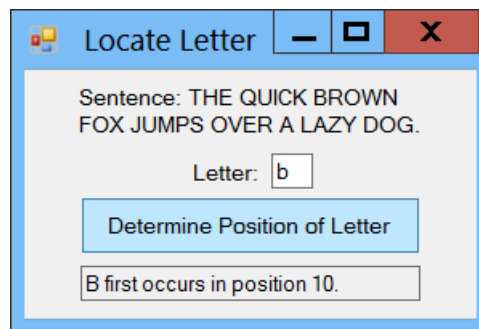 Locate Letter
Sentence: THE QUICK BROWN
FOX JUMPS OVER A LAZY DOG.
Letter: b
Determine Position of Letter
B first occurs in position 10.